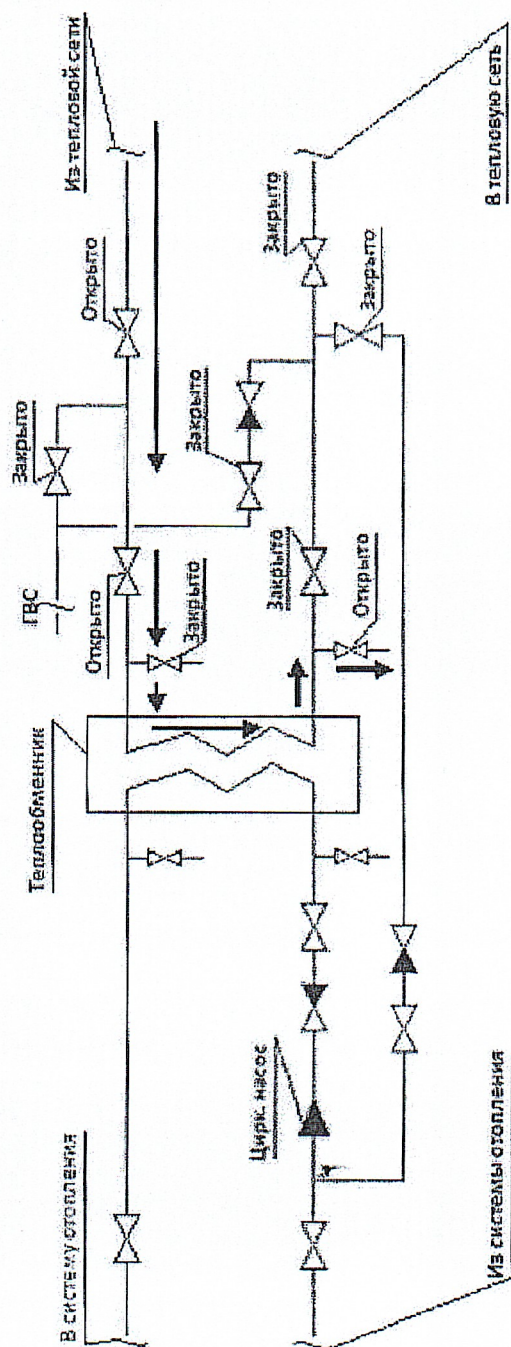 Из тепловой сети
В тепловую сеть
Открыто
Закрыто
Закрыто
Закрыто
Закрыто
ГВС
Открыто
Закрыто
Закрыто
Открыто
Теплообменник
Цирк. насос
В систему отопления
Из системы отопления